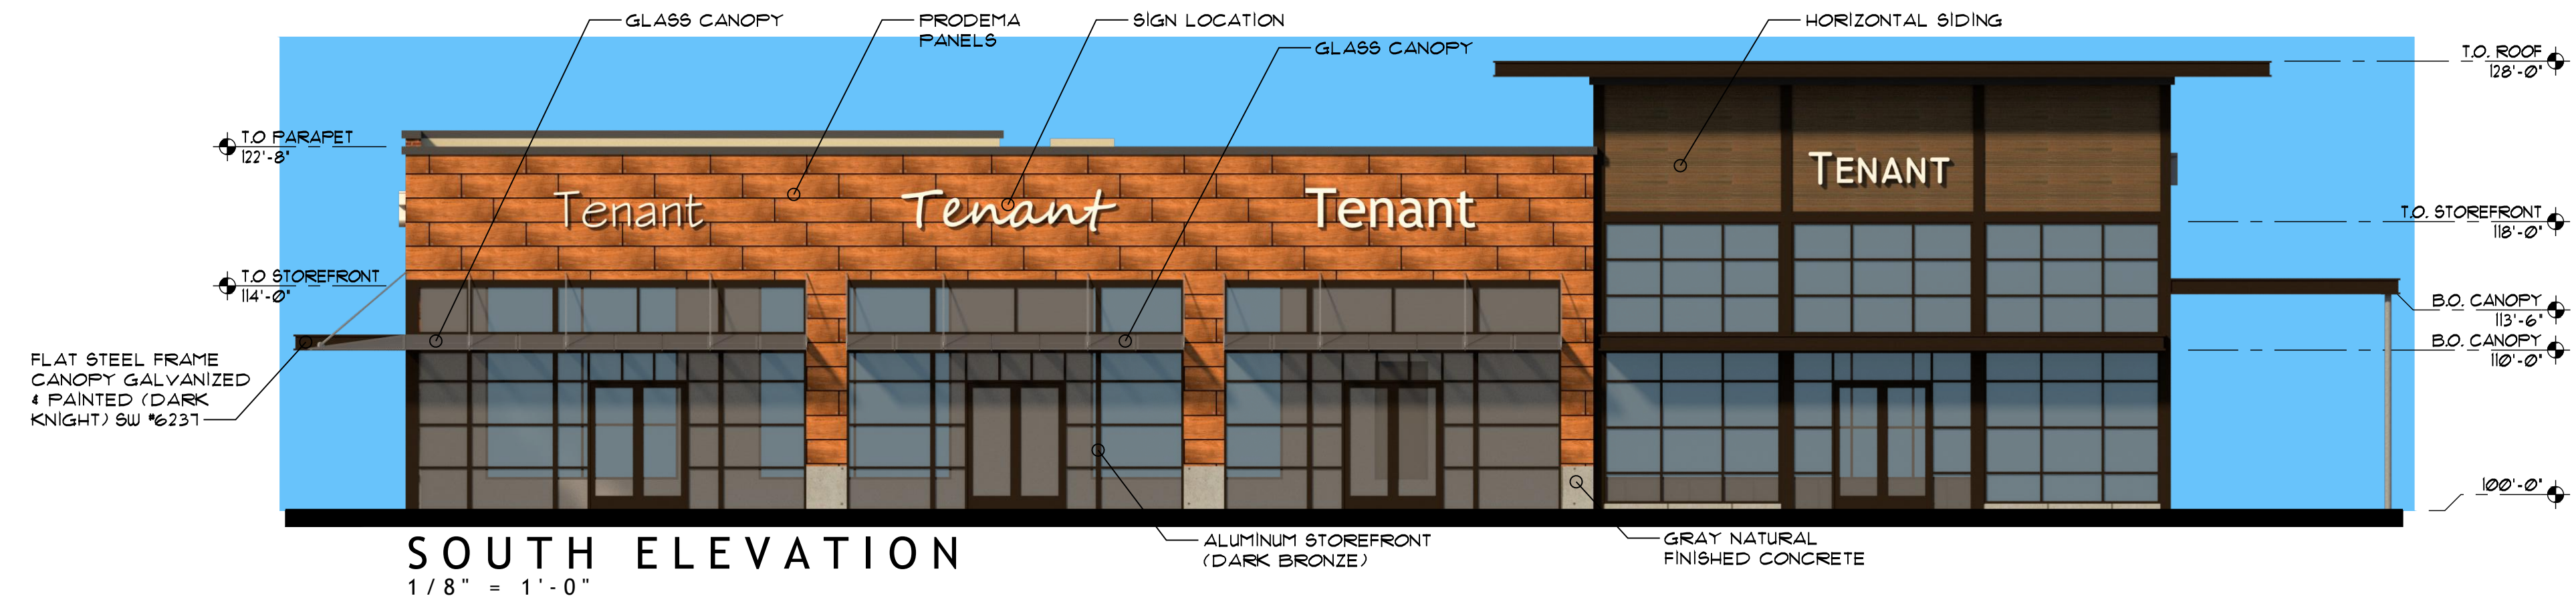 GLASS CANOPY
PRODEMA
PANELS
SIGN LOCATION
GLASS CANOPY
HORIZONTAL SIDING
T.O. ROOF
128'-0"
T.O PARAPET
122'-8"
Tenant
Tenant
Tenant
TENANT
T.O. STOREFRONT
118'-0"
T.O STOREFRONT
114'-0"
B.O. CANOPY
113'-6"
B.O. CANOPY
110'-0"
FLAT STEEL FRAME
CANOPY GALVANIZED
& PAINTED (DARK
KNIGHT) SW #6237
100'-0"
ALUMINUM STOREFRONT
(DARK BRONZE)
GRAY NATURAL
FINISHED CONCRETE
SOUTH ELEVATION
1/8" = 1'-0"